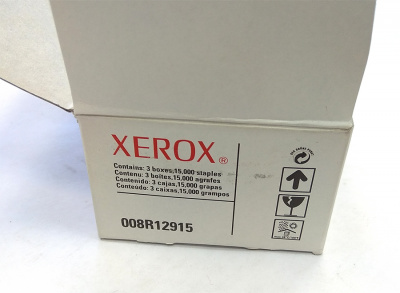 XEROX®
Contains: 3 boxes, 15,000 staples
Contenu: 3 boîtes, 15,000 agrafes
Contenido: 3 cajas, 15,000 grapas
Conteúdo: 3 caixas, 15,000 grampos
008R12915